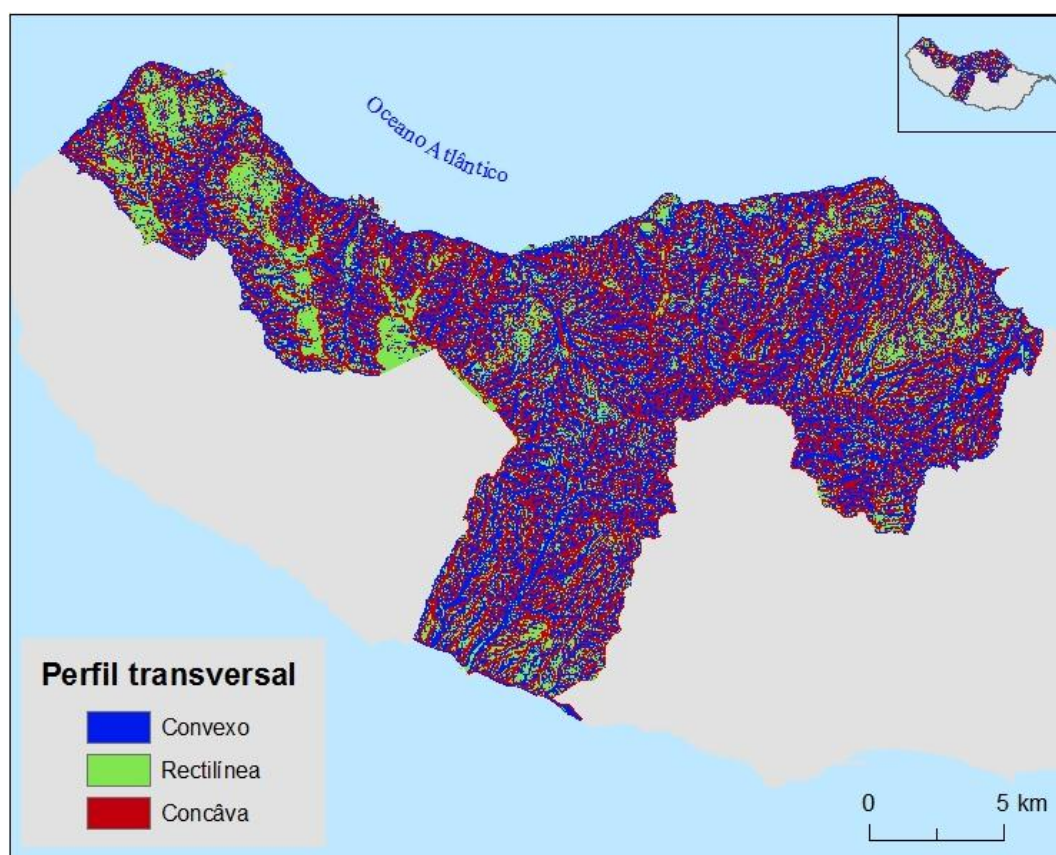 Oceano Atlântico
Perfil transversal
Convexo
Rectilínea
Concâva
0 5 km